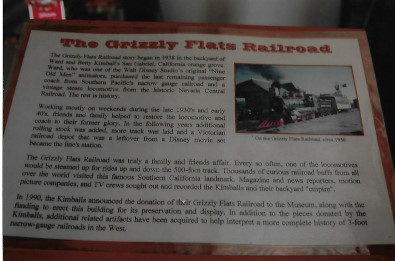 The Grizzly Flats Railroad
The Grizzly Flats Railroad story began in 1938 in the backyard of
Ward and Betty Kimball's San Gabriel, California orange grove.
Ward, who was one of the Walt Disney Studio's original "Nine
Old Men" animators, purchased the last remaining passenger
coach from Southern Pacific's narrow gauge railroad and a
vintage steam locomotive from the historic Nevada Central
Railroad. The rest is history.
Working mostly on weekends during the late 1930's and early
40's, friends and family helped to restore the locomotive and
coach to their former glory. In the following years additional
rolling stock was added, more track was laid and a Victorian
railroad depot that was a leftover from a Disney movie set
became the line's station.
On the Grizzly Flats Railroad, circa
The Grizzly Flats Railroad was truly a family and friends affair. Every so often, one of the locomotives
would be steamed up for rides up and down the 500-foot track. Thousands of curious railroad buffs from all
over the world visited this famous Southern California landmark. Magazine and news reporters, motion
picture companies, and TV crews sought out and recorded the Kimballs and their backyard "empire".
In 1990, the Kimballs announced the donation of their Grizzly Flats Railroad to the Museum, along with the
funding to erect this building for its preservation and display. In addition to the pieces donated by the
Kimballs, additional related artifacts have been acquired to help interpret a more complete history of 3-foot
narrow-gauge railroads in the West.